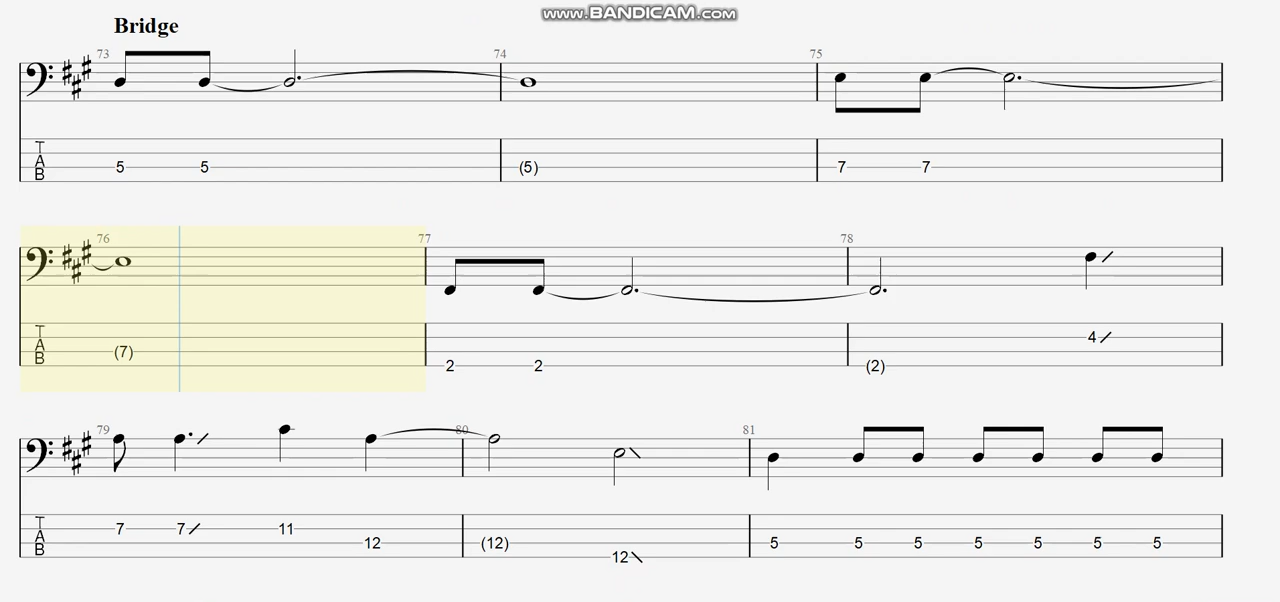 www.BANDICAM.com
Bridge
73 74 75
T
A
B
5 5 (5) 7 7
76 77 78
T
A
B
(7) 2 2 (2) 4
79 80 81
T
A
B
7 7 11 12 (12) 12 5 5 5 5 5 5 5